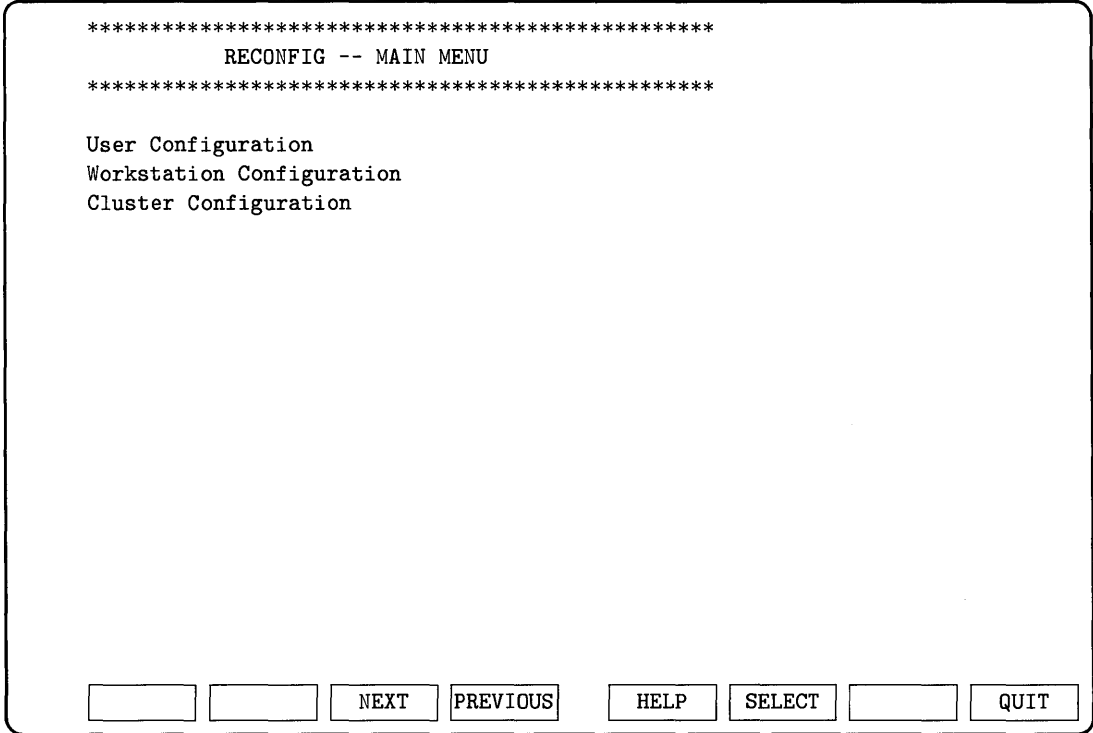 **************************************************
RECONFIG -- MAIN MENU
**************************************************
User Configuration
Workstation Configuration
Cluster Configuration
NEXT PREVIOUS HELP SELECT QUIT